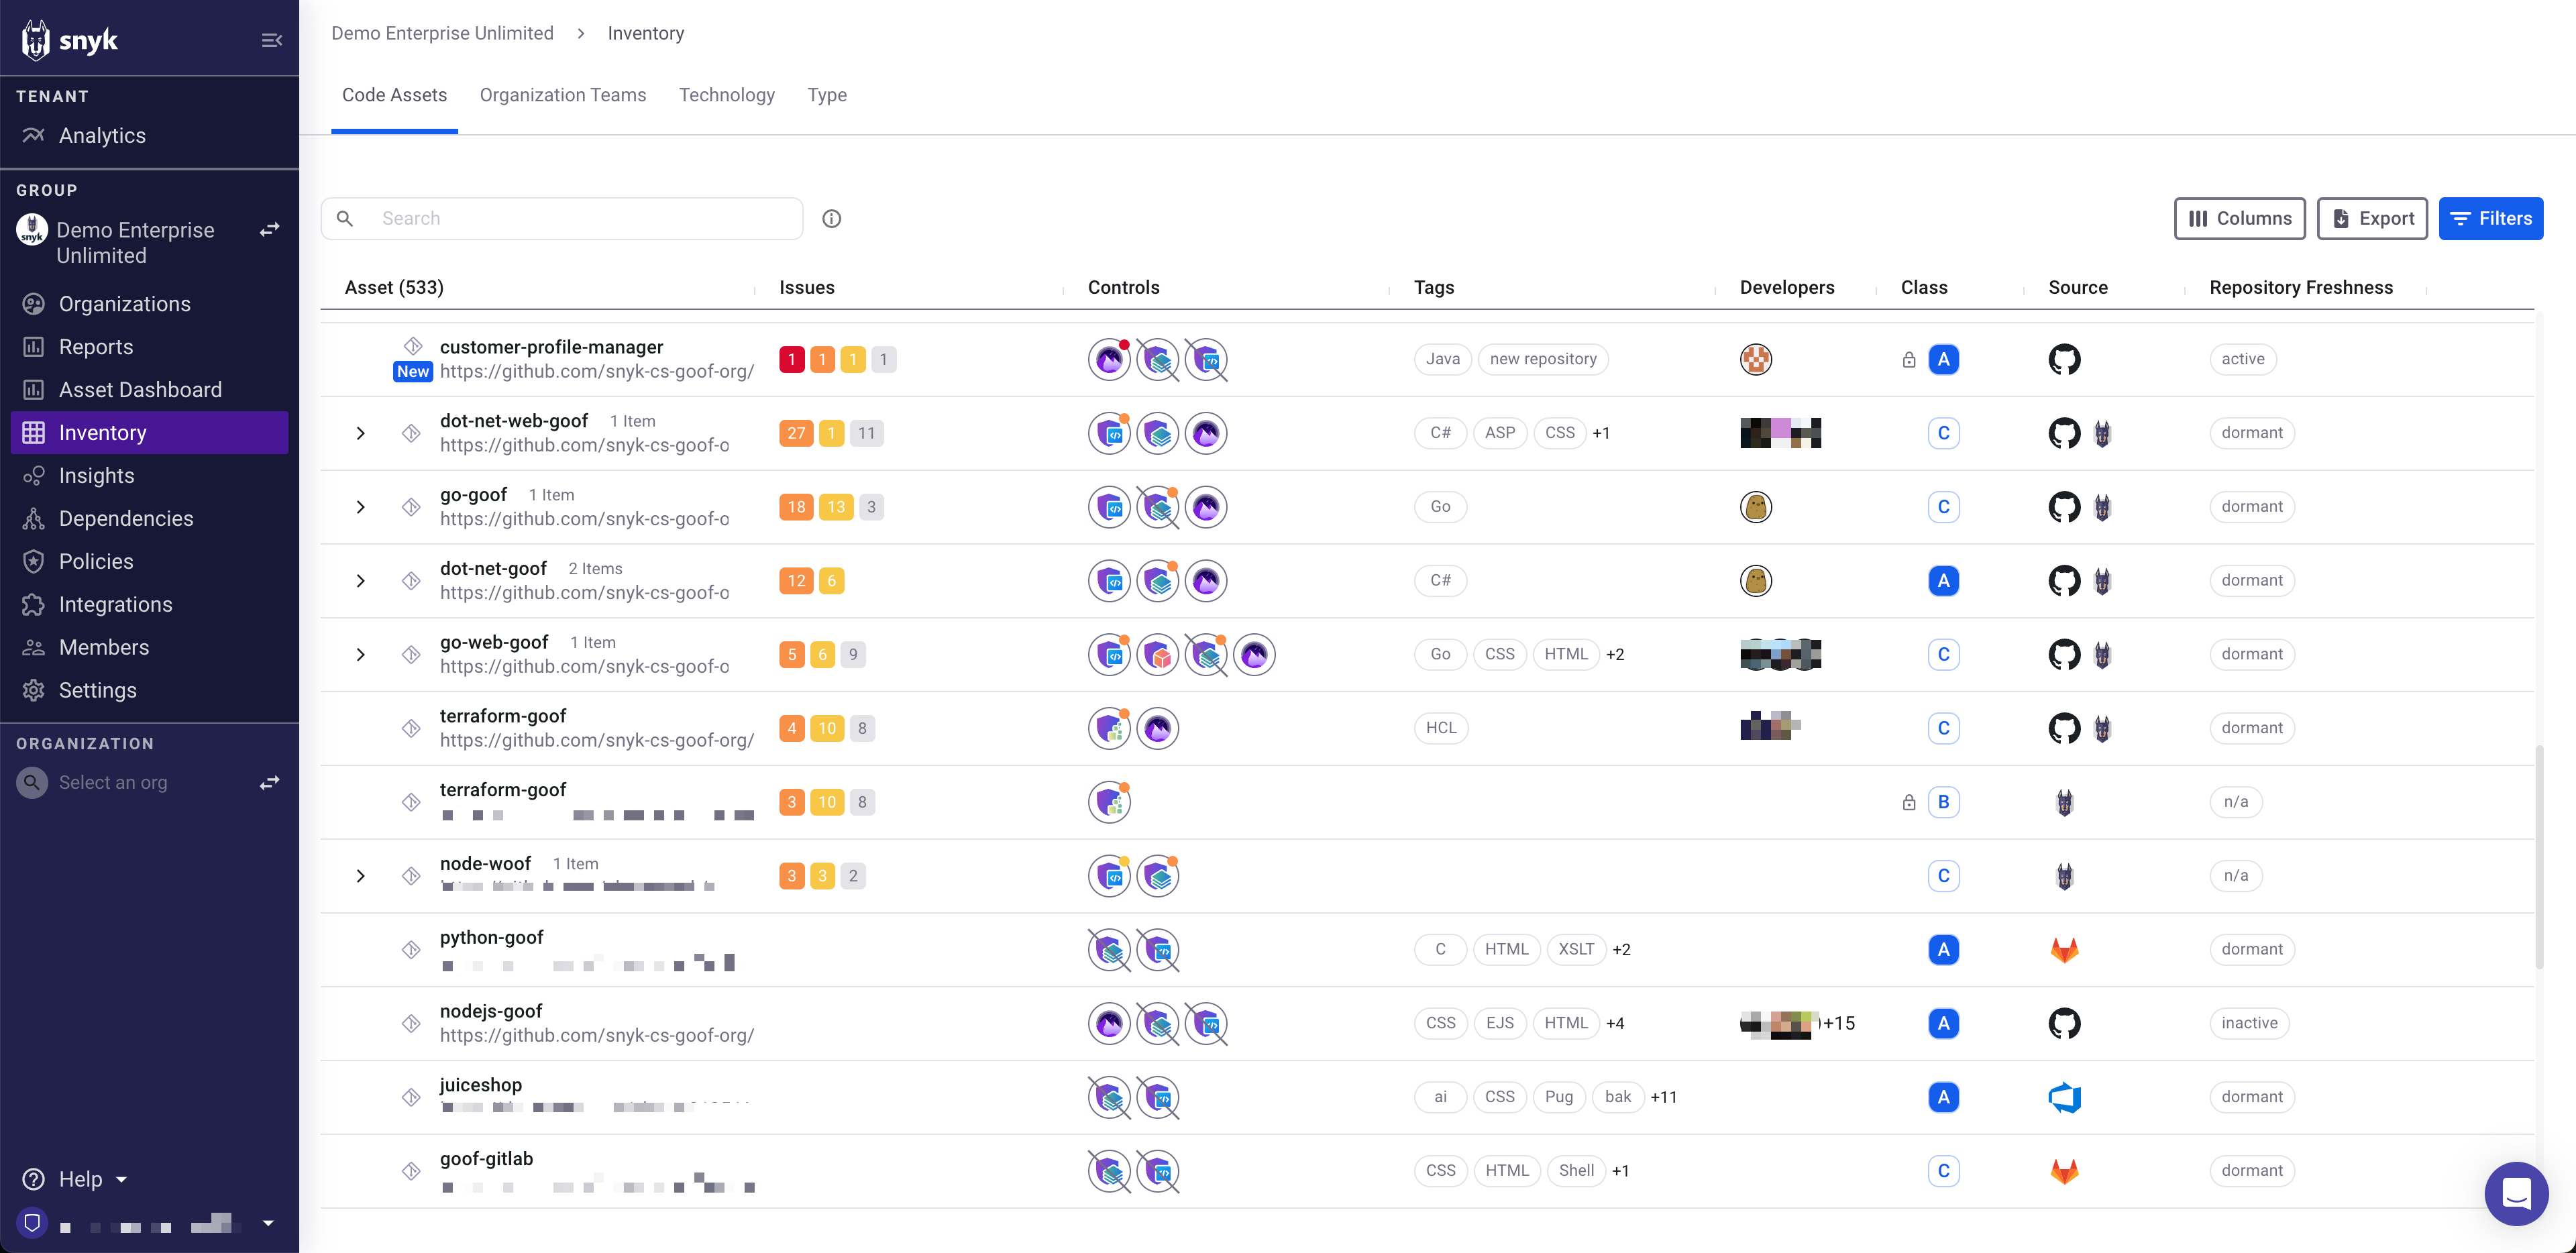 snyk
TENANT
Analytics
GROUP
snyk
Demo Enterprise
Unlimited
Organizations
Reports
Asset Dashboard
Inventory
Insights
Dependencies
Policies
Integrations
Members
Settings
ORGANIZATION
Select an org
Help
Demo Enterprise Unlimited > Inventory
Code Assets Organization Teams Technology Type
Search
Columns Export Filters
Asset (533) Issues Controls Tags Developers Class Source Repository Freshness
customer-profile-manager
New https://github.com/snyk-cs-goof-org/ 1 1 1 1 Java new repository A active
dot-net-web-goof 1 Item
https://github.com/snyk-cs-goof-o 27 1 11 C# ASP CSS +1 C dormant
go-goof 1 Item
https://github.com/snyk-cs-goof-o 18 13 3 Go C dormant
dot-net-goof 2 Items
https://github.com/snyk-cs-goof-o 12 6 C# A dormant
go-web-goof 1 Item
https://github.com/snyk-cs-goof-o 5 6 9 Go CSS HTML +2 C dormant
terraform-goof
https://github.com/snyk-cs-goof-org/ 4 10 8 HCL C dormant
terraform-goof
3 10 8 B n/a
node-woof 1 Item
3 3 2 C n/a
python-goof
C HTML XSLT +2 A dormant
nodejs-goof
https://github.com/snyk-cs-goof-org/ CSS EJS HTML +4 +15 A inactive
juiceshop
ai CSS Pug bak +11 A dormant
goof-gitlab
CSS HTML Shell +1 C dormant